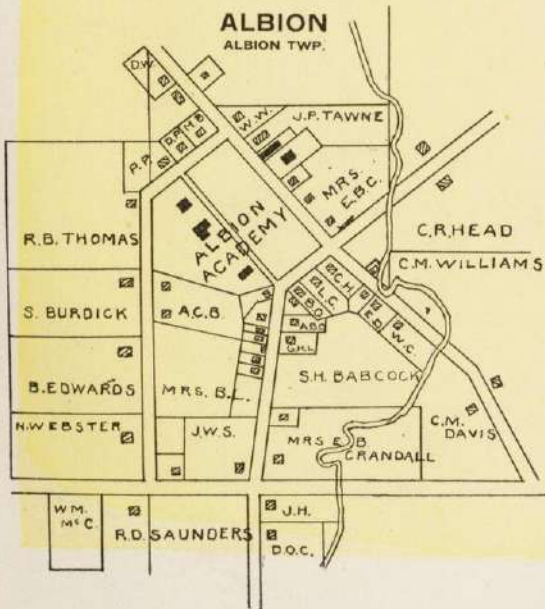 ALBION
ALBION TWP.
D.W.
W.W.
J.P. TAWNE
D.P.
M.B.
P.P.
MRS.
E.B.C.
ALBION
ACADEMY
R.B. THOMAS
C.R. HEAD
C.M. WILLIAMS
C.H.
L.C.
B.O.
E.B.
W.C.
S. BURDICK
A.C.B.
A.B.O.
G.H.L.
B. EDWARDS
MRS. B.L.
S.H. BABCOCK
N. WEBSTER
J.W.S.
MRS E.B.
CRANDALL
C.M.
DAVIS
WM.
McC.
R.D. SAUNDERS
J.H.
D.O.C.